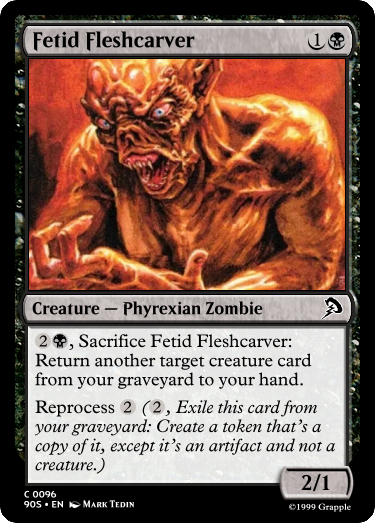 Fetid Fleshcarver 1
Creature — Phyrexian Zombie
2, Sacrifice Fetid Fleshcarver:
Return another target creature card
from your graveyard to your hand.
Reprocess 2 (2, Exile this card from
your graveyard: Create a token that's a
copy of it, except it's an artifact and not a
creature.)
2/1
C 0096
90S • EN Mark Tedin
©1999 Grapple